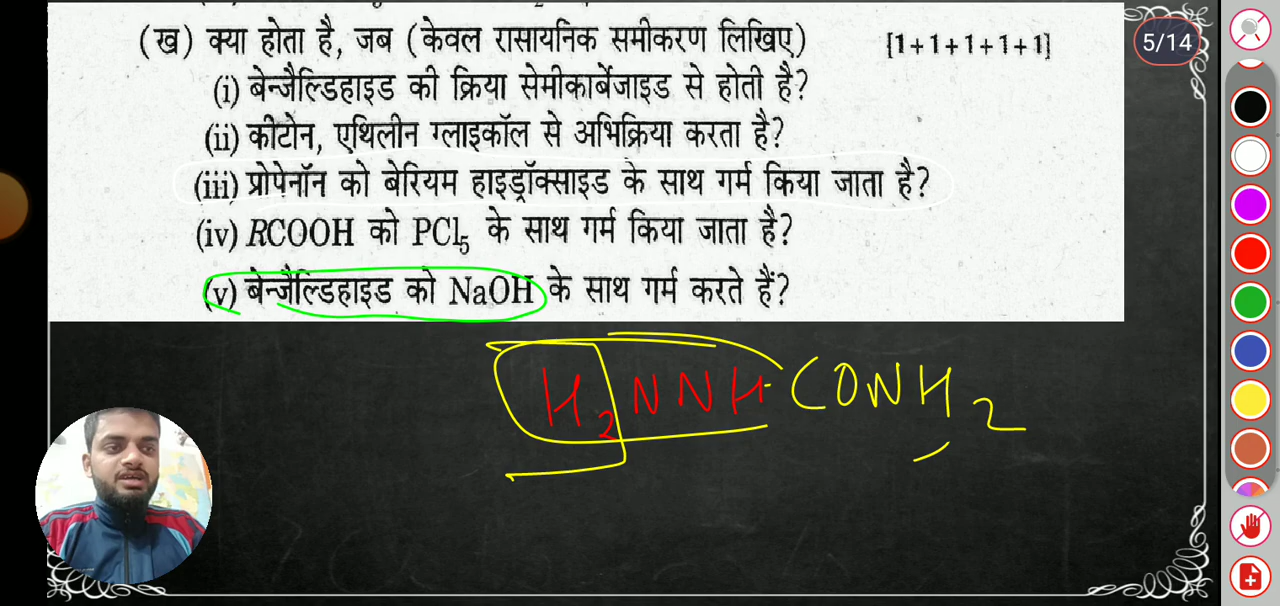 (ख) क्या होता है, जब (केवल रासायनिक समीकरण लिखिए) [1+1+1+1+1]
5/14
(i) बेन्जैल्डिहाइड की क्रिया सेमीकार्बेजाइड से होती है?
(ii) कीटोन, एथिलीन ग्लाइकॉल से अभिक्रिया करता है?
(iii) प्रोपेनॉन को बेरियम हाइड्रॉक्साइड के साथ गर्म किया जाता है?
(iv) RCOOH को PCl5 के साथ गर्म किया जाता है?
(v) बेन्जैल्डिहाइड को NaOH के साथ गर्म करते हैं?
H2NNH-CONH2